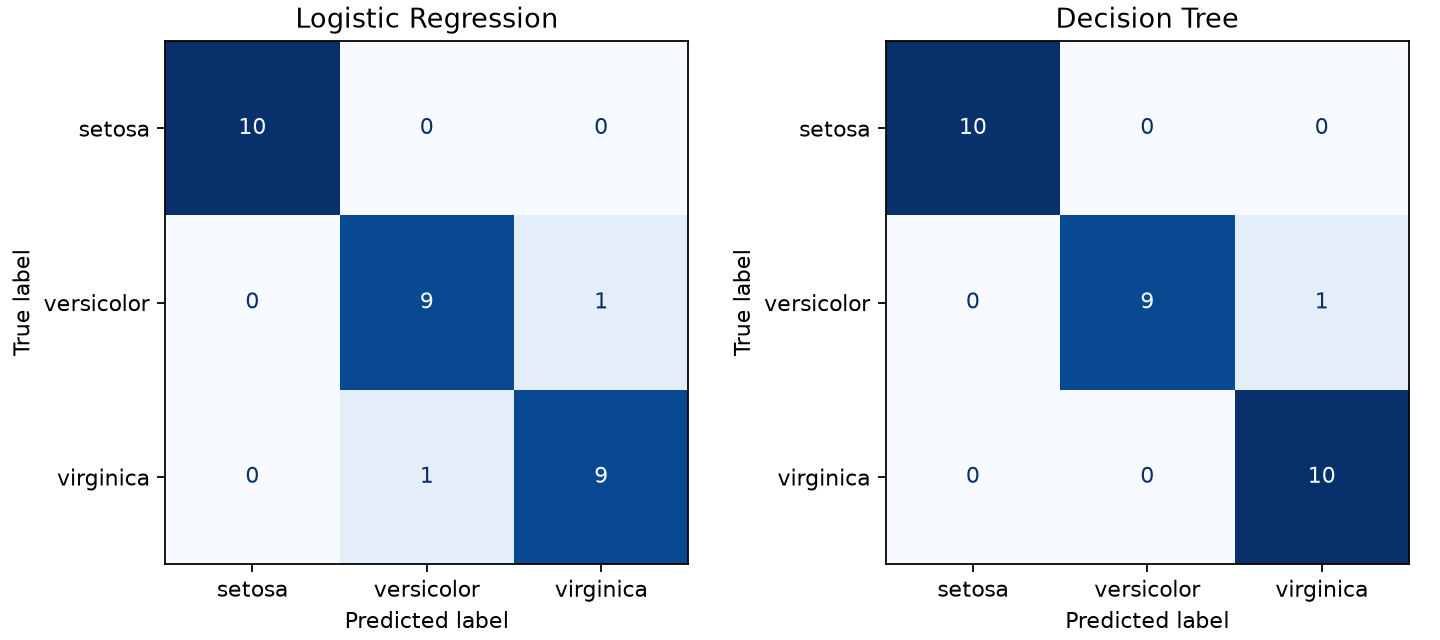 Logistic Regression
setosa 10 0 0
versicolor 0 9 1
virginica 0 1 9
setosa versicolor virginica
Predicted label
True label
Decision Tree
setosa 10 0 0
versicolor 0 9 1
virginica 0 0 10
setosa versicolor virginica
Predicted label
True label